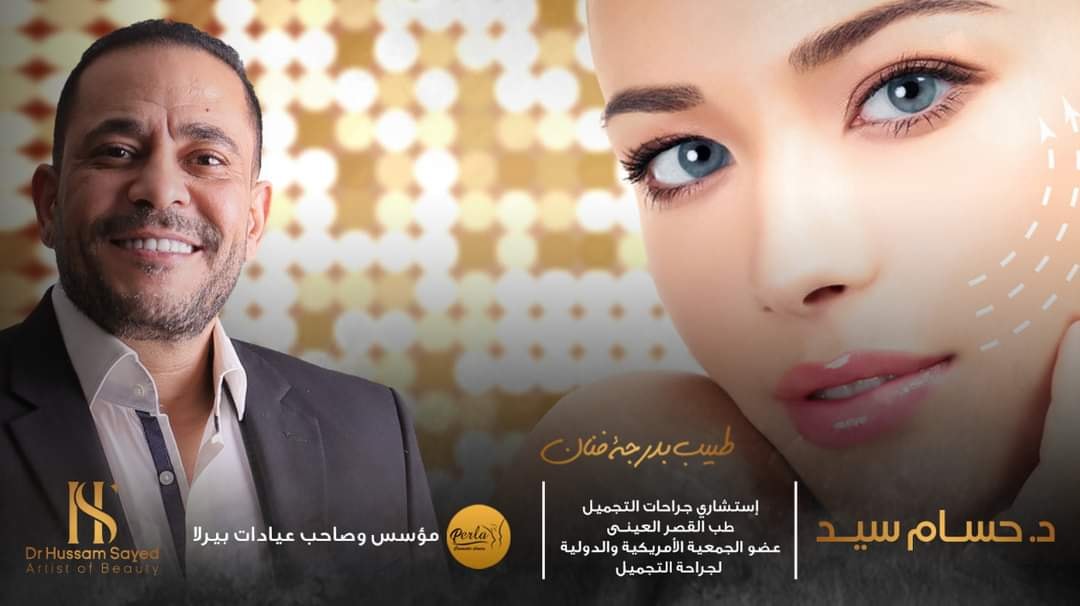 طبيب بدرجة فنان
د. حسام سيد
إستشاري جراحات التجميل
طب القصر العينى
عضو الجمعية الأمريكية والدولية
لجراحة التجميل
Perla
مؤسس وصاحب عيادات بيرلا
HS
Dr Hussam Sayed
Artist of Beauty